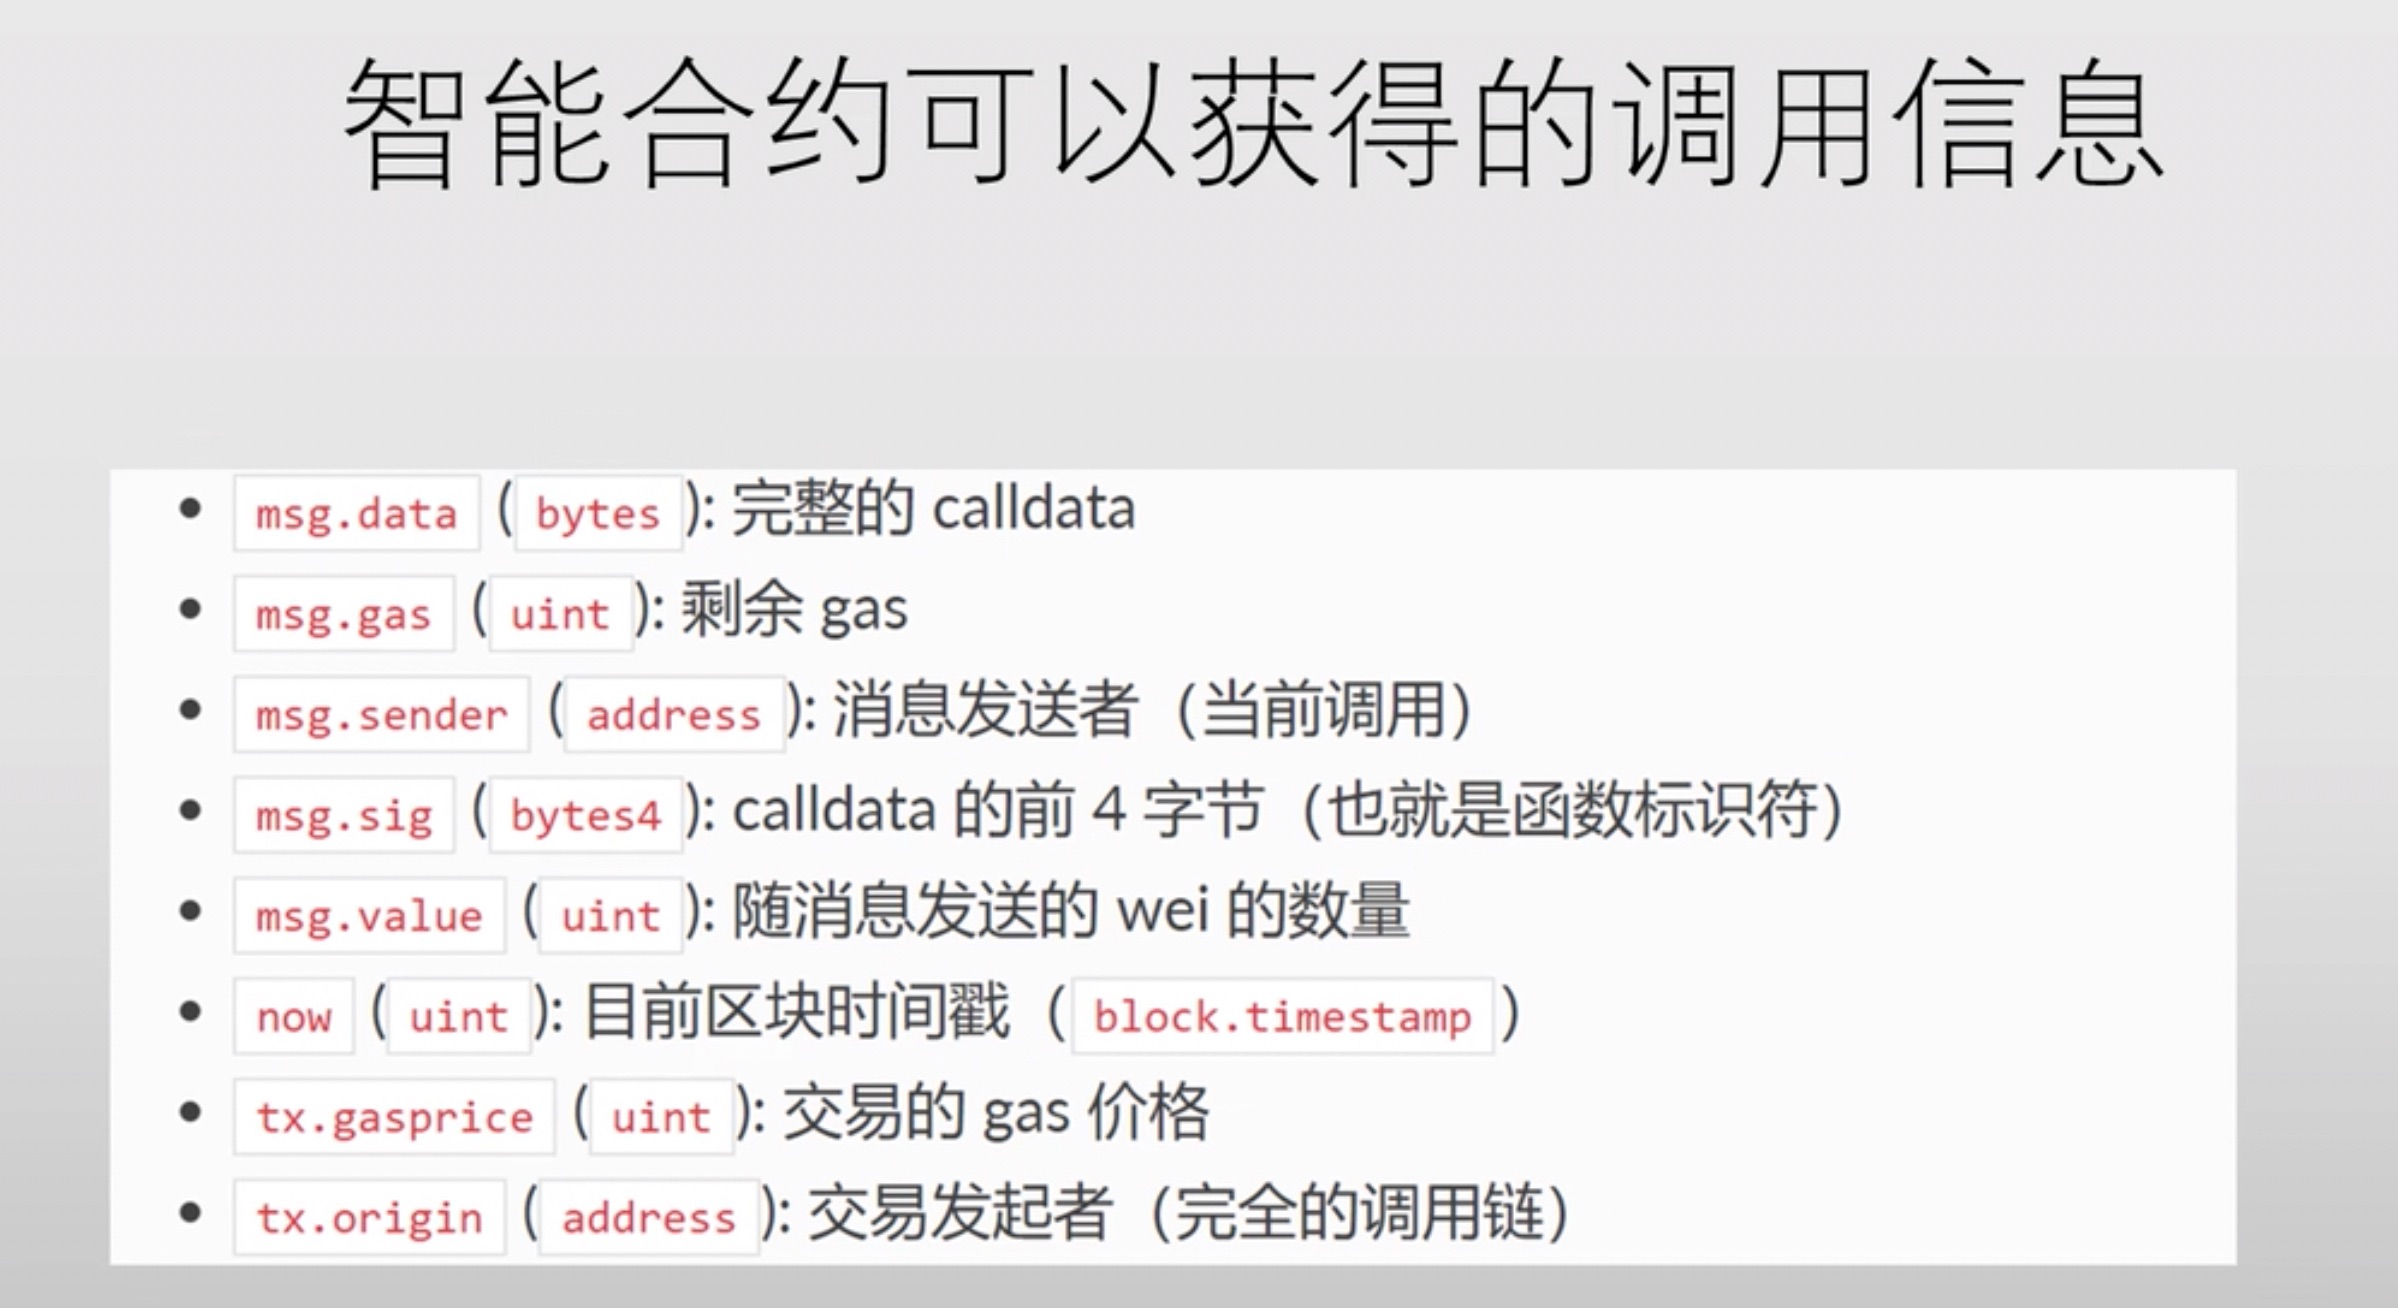 智能合约可以获得的调用信息
• msg.data ( bytes ): 完整的 calldata
• msg.gas ( uint ): 剩余 gas
• msg.sender ( address ): 消息发送者（当前调用）
• msg.sig ( bytes4 ): calldata 的前 4 字节（也就是函数标识符）
• msg.value ( uint ): 随消息发送的 wei 的数量
• now ( uint ): 目前区块时间戳（ block.timestamp ）
• tx.gasprice ( uint ): 交易的 gas 价格
• tx.origin ( address ): 交易发起者（完全的调用链）